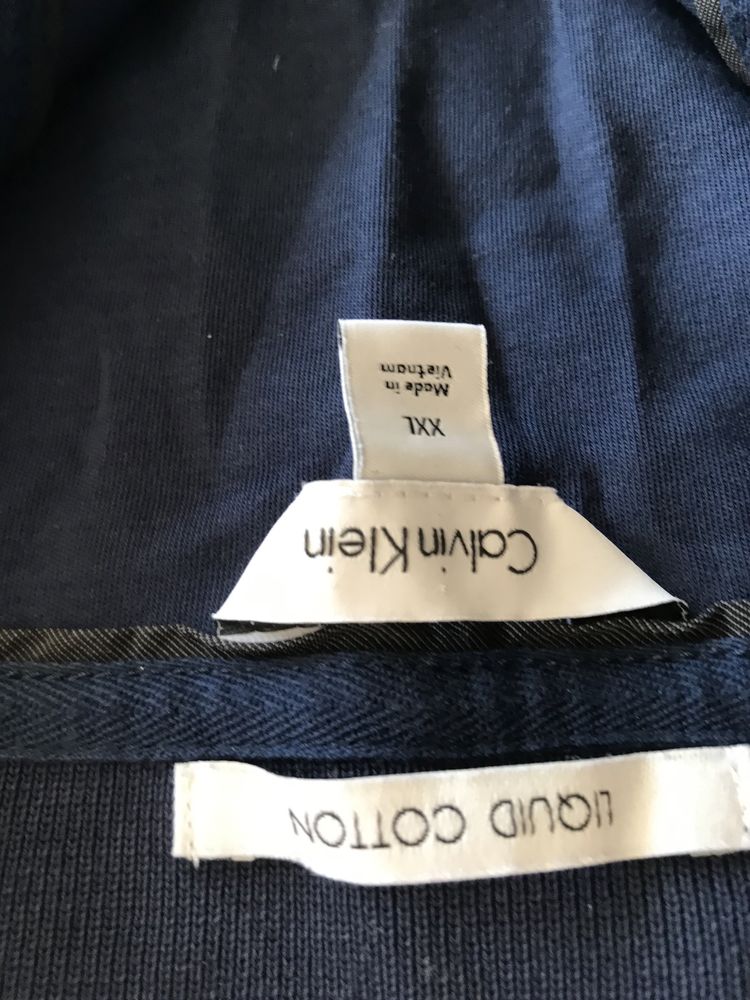 LIQUID COTTON
Calvin Klein
XXL
Made in
Vietnam